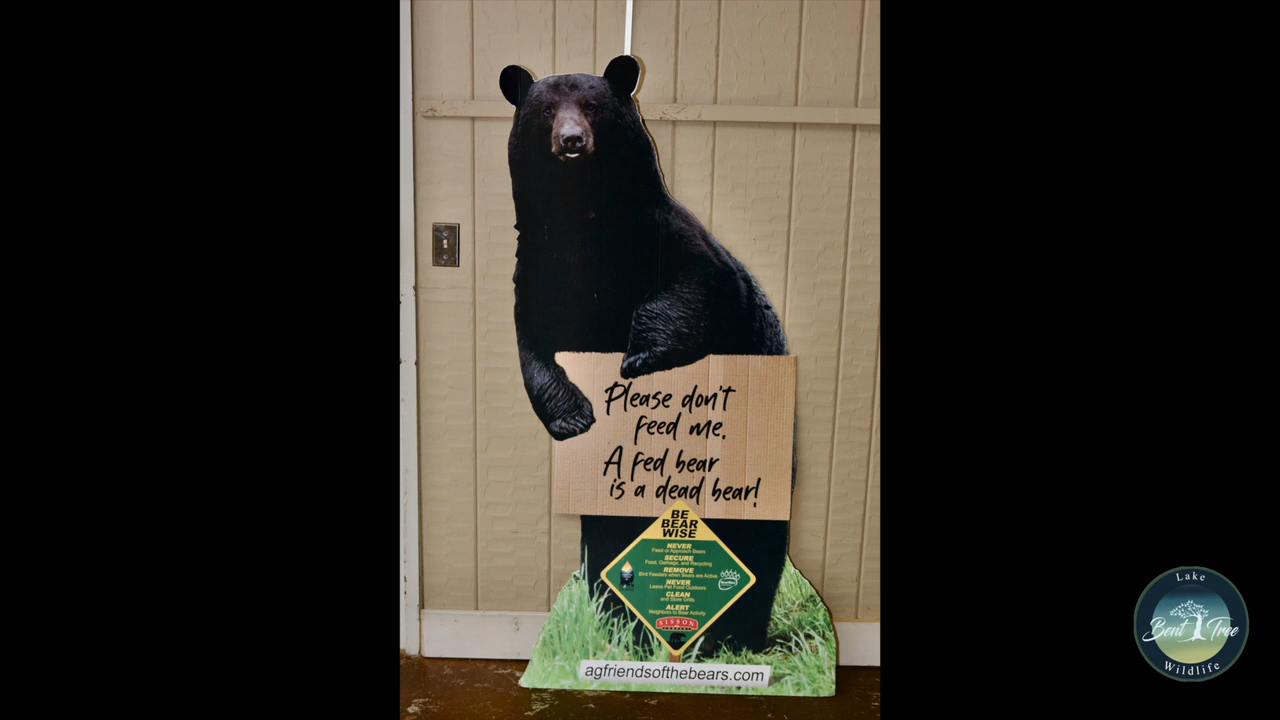 Please don't
feed me.
A fed bear
is a dead bear!
BE
BEAR
WISE
NEVER
Feed or Approach Bears
SECURE
Food, Garbage, and Recycling
REMOVE
Bird Feeders when Bears are Active
NEVER
Leave Pet Food Outdoors
CLEAN
and Store Grills
ALERT
Neighbors to Bear Activity
SISSON
agfriendsofthebears.com
Lake
Bent Tree
Wildlife